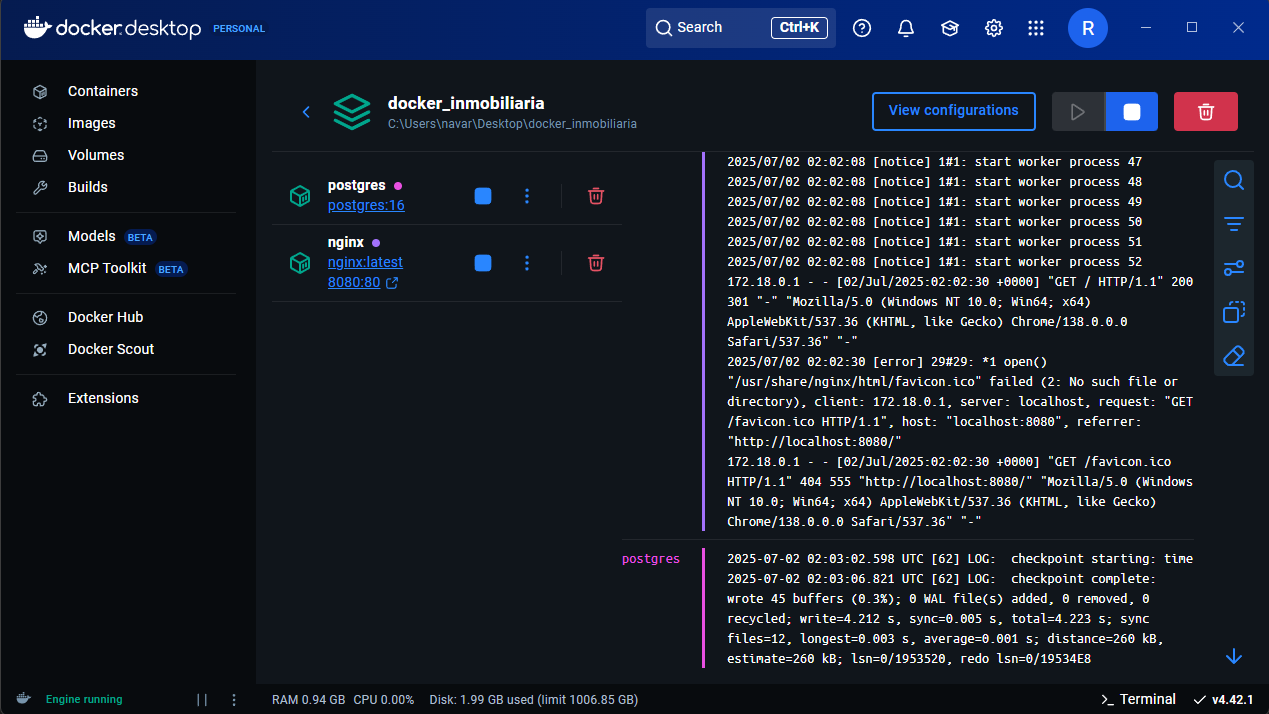 docker.desktop PERSONAL
Search
Ctrl+K
R
Containers
Images
Volumes
Builds
Models BETA
MCP Toolkit BETA
Docker Hub
Docker Scout
Extensions
docker_inmobiliaria
C:\Users\navar\Desktop\docker_inmobiliaria
View configurations
postgres
postgres:16
nginx
nginx:latest
8080:80
2025/07/02 02:02:08 [notice] 1#1: start worker process 47
2025/07/02 02:02:08 [notice] 1#1: start worker process 48
2025/07/02 02:02:08 [notice] 1#1: start worker process 49
2025/07/02 02:02:08 [notice] 1#1: start worker process 50
2025/07/02 02:02:08 [notice] 1#1: start worker process 51
2025/07/02 02:02:08 [notice] 1#1: start worker process 52
172.18.0.1 - - [02/Jul/2025:02:02:30 +0000] "GET / HTTP/1.1" 200
301 "-" "Mozilla/5.0 (Windows NT 10.0; Win64; x64)
AppleWebKit/537.36 (KHTML, like Gecko) Chrome/138.0.0.0
Safari/537.36" "-"
2025/07/02 02:02:30 [error] 29#29: *1 open()
"/usr/share/nginx/html/favicon.ico" failed (2: No such file or
directory), client: 172.18.0.1, server: localhost, request: "GET
/favicon.ico HTTP/1.1", host: "localhost:8080", referrer:
"http://localhost:8080/"
172.18.0.1 - - [02/Jul/2025:02:02:30 +0000] "GET /favicon.ico
HTTP/1.1" 404 555 "http://localhost:8080/" "Mozilla/5.0 (Windows
NT 10.0; Win64; x64) AppleWebKit/537.36 (KHTML, like Gecko)
Chrome/138.0.0.0 Safari/537.36" "-"
postgres
2025-07-02 02:03:02.598 UTC [62] LOG:  checkpoint starting: time
2025-07-02 02:03:06.821 UTC [62] LOG:  checkpoint complete:
wrote 45 buffers (0.3%); 0 WAL file(s) added, 0 removed, 0
recycled; write=4.212 s, sync=0.005 s, total=4.223 s; sync
files=12, longest=0.003 s, average=0.001 s; distance=260 kB,
estimate=260 kB; lsn=0/1953520, redo lsn=0/19534E8
Engine running
RAM 0.94 GB CPU 0.00% Disk: 1.99 GB used (limit 1006.85 GB)
Terminal
v4.42.1